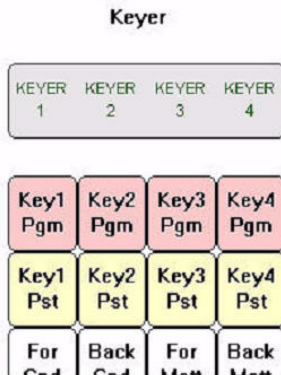 Keyer
KEYER KEYER KEYER KEYER
1 2 3 4
Key1 Key2 Key3 Key4
Pgm Pgm Pgm Pgm
Key1 Key2 Key3 Key4
Pst Pst Pst Pst
For Back For Back